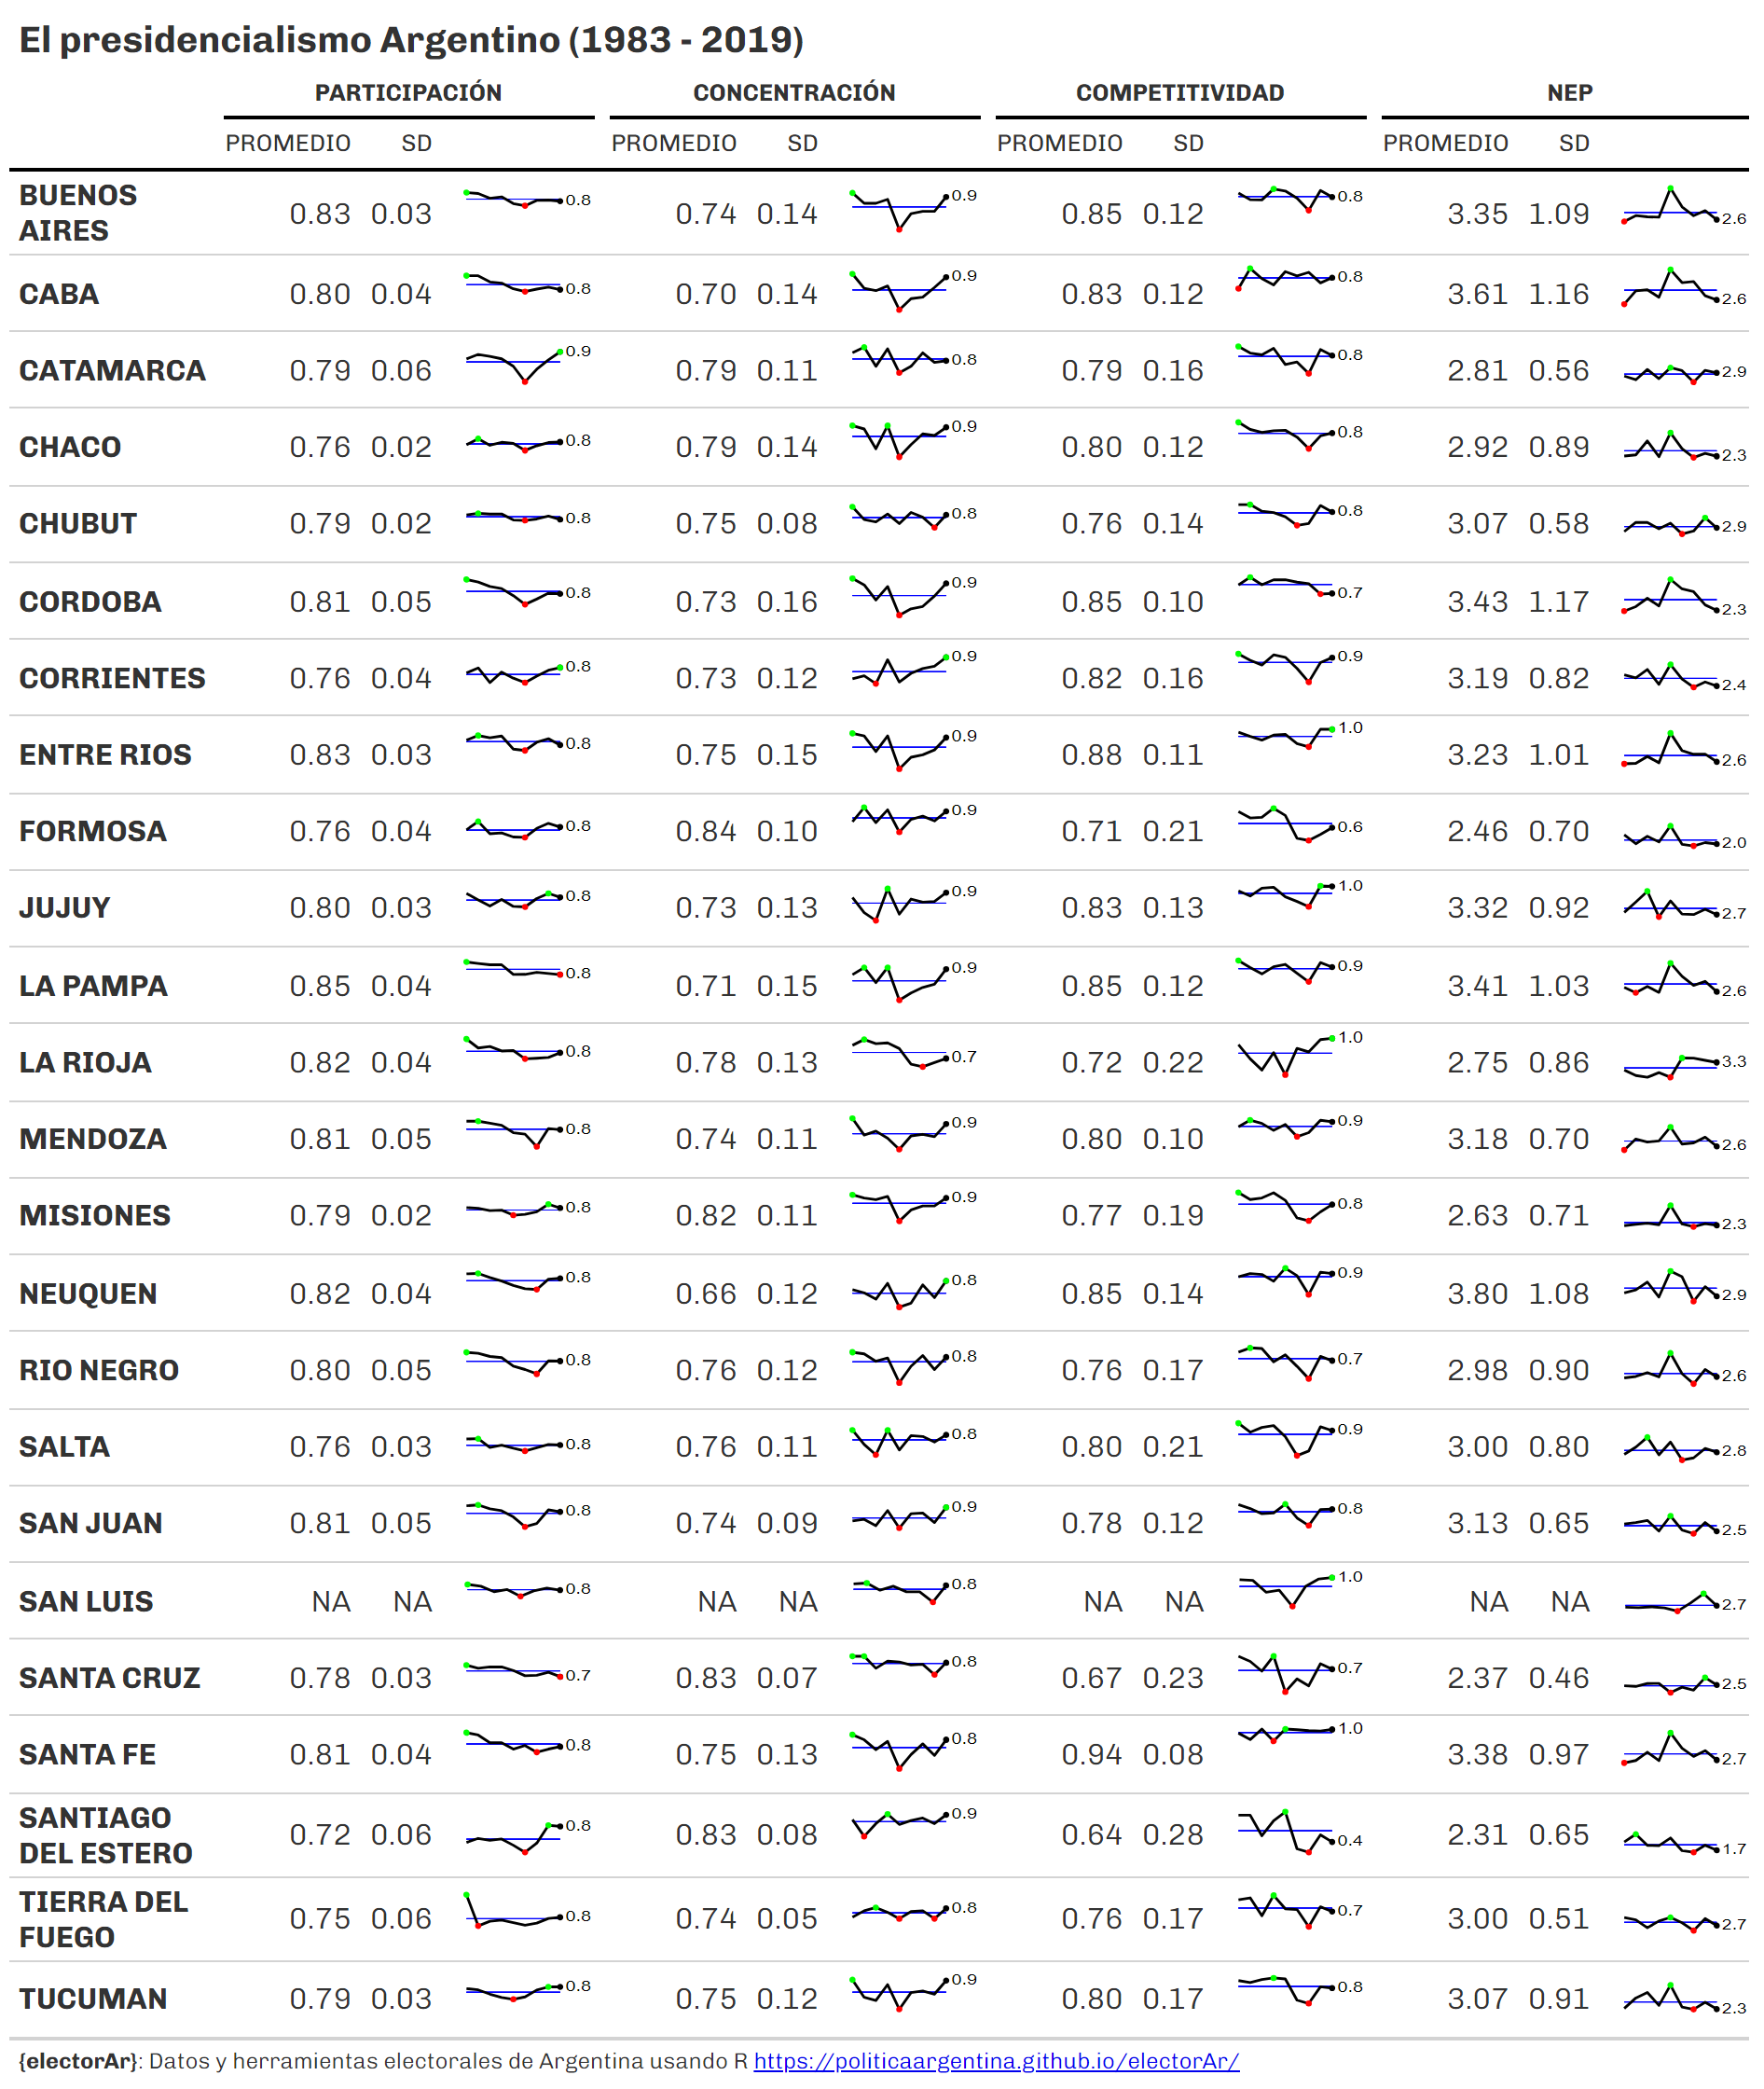 El presidencialismo Argentino (1983 - 2019)
PARTICIPACIÓN CONCENTRACIÓN COMPETITIVIDAD NEP
PROMEDIO SD PROMEDIO SD PROMEDIO SD PROMEDIO SD
BUENOS AIRES 0.83 0.03 0.8 0.74 0.14 0.9 0.85 0.12 0.8 3.35 1.09 2.6
CABA 0.80 0.04 0.8 0.70 0.14 0.9 0.83 0.12 0.8 3.61 1.16 2.6
CATAMARCA 0.79 0.06 0.9 0.79 0.11 0.8 0.79 0.16 0.8 2.81 0.56 2.9
CHACO 0.76 0.02 0.8 0.79 0.14 0.9 0.80 0.12 0.8 2.92 0.89 2.3
CHUBUT 0.79 0.02 0.8 0.75 0.08 0.8 0.76 0.14 0.8 3.07 0.58 2.9
CORDOBA 0.81 0.05 0.8 0.73 0.16 0.9 0.85 0.10 0.7 3.43 1.17 2.3
CORRIENTES 0.76 0.04 0.8 0.73 0.12 0.9 0.82 0.16 0.9 3.19 0.82 2.4
ENTRE RIOS 0.83 0.03 0.8 0.75 0.15 0.9 0.88 0.11 1.0 3.23 1.01 2.6
FORMOSA 0.76 0.04 0.8 0.84 0.10 0.9 0.71 0.21 0.6 2.46 0.70 2.0
JUJUY 0.80 0.03 0.8 0.73 0.13 0.9 0.83 0.13 1.0 3.32 0.92 2.7
LA PAMPA 0.85 0.04 0.8 0.71 0.15 0.9 0.85 0.12 0.9 3.41 1.03 2.6
LA RIOJA 0.82 0.04 0.8 0.78 0.13 0.7 0.72 0.22 1.0 2.75 0.86 3.3
MENDOZA 0.81 0.05 0.8 0.74 0.11 0.9 0.80 0.10 0.9 3.18 0.70 2.6
MISIONES 0.79 0.02 0.8 0.82 0.11 0.9 0.77 0.19 0.8 2.63 0.71 2.3
NEUQUEN 0.82 0.04 0.8 0.66 0.12 0.8 0.85 0.14 0.9 3.80 1.08 2.9
RIO NEGRO 0.80 0.05 0.8 0.76 0.12 0.8 0.76 0.17 0.7 2.98 0.90 2.6
SALTA 0.76 0.03 0.8 0.76 0.11 0.8 0.80 0.21 0.9 3.00 0.80 2.8
SAN JUAN 0.81 0.05 0.8 0.74 0.09 0.9 0.78 0.12 0.8 3.13 0.65 2.5
SAN LUIS NA NA 0.8 NA NA 0.8 NA NA 1.0 NA NA 2.7
SANTA CRUZ 0.78 0.03 0.7 0.83 0.07 0.8 0.67 0.23 0.7 2.37 0.46 2.5
SANTA FE 0.81 0.04 0.8 0.75 0.13 0.8 0.94 0.08 1.0 3.38 0.97 2.7
SANTIAGO DEL ESTERO 0.72 0.06 0.8 0.83 0.08 0.9 0.64 0.28 0.4 2.31 0.65 1.7
TIERRA DEL FUEGO 0.75 0.06 0.8 0.74 0.05 0.8 0.76 0.17 0.7 3.00 0.51 2.7
TUCUMAN 0.79 0.03 0.8 0.75 0.12 0.9 0.80 0.17 0.8 3.07 0.91 2.3
{electorAr}: Datos y herramientas electorales de Argentina usando R https://politicaargentina.github.io/electorAr/